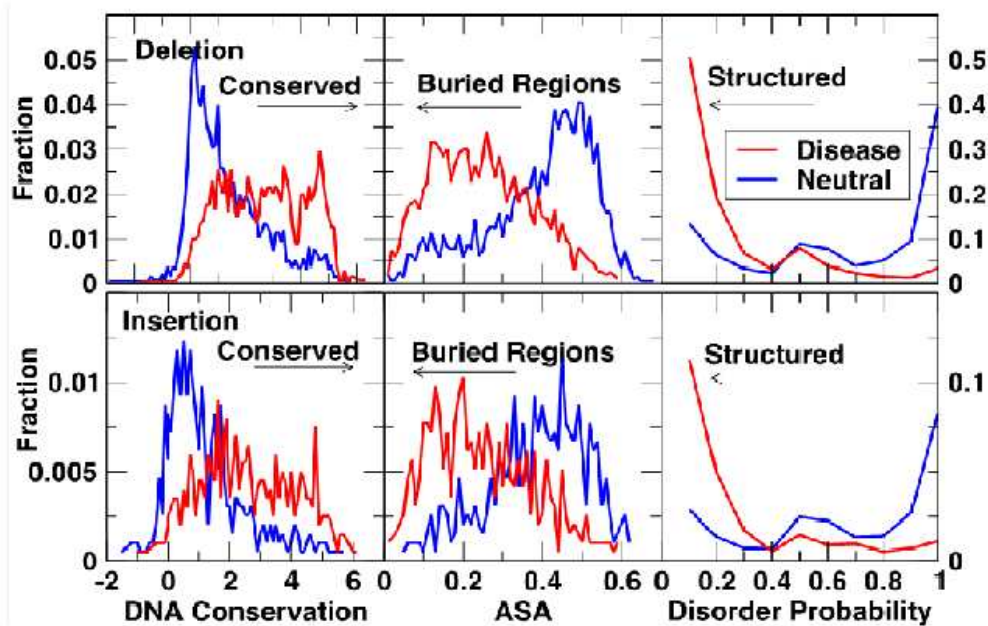 Deletion
Conserved
Buried Regions
Structured
Disease
Neutral
Fraction
0.05
0.04
0.03
0.02
0.01
0
0.5
0.4
0.3
0.2
0.1
0
Insertion
Conserved
Buried Regions
Structured
Fraction
0.01
0.005
0
0.1
0
-2 0 2 4 6
0 0.2 0.4 0.6
0 0.2 0.4 0.6 0.8 1
DNA Conservation
ASA
Disorder Probability